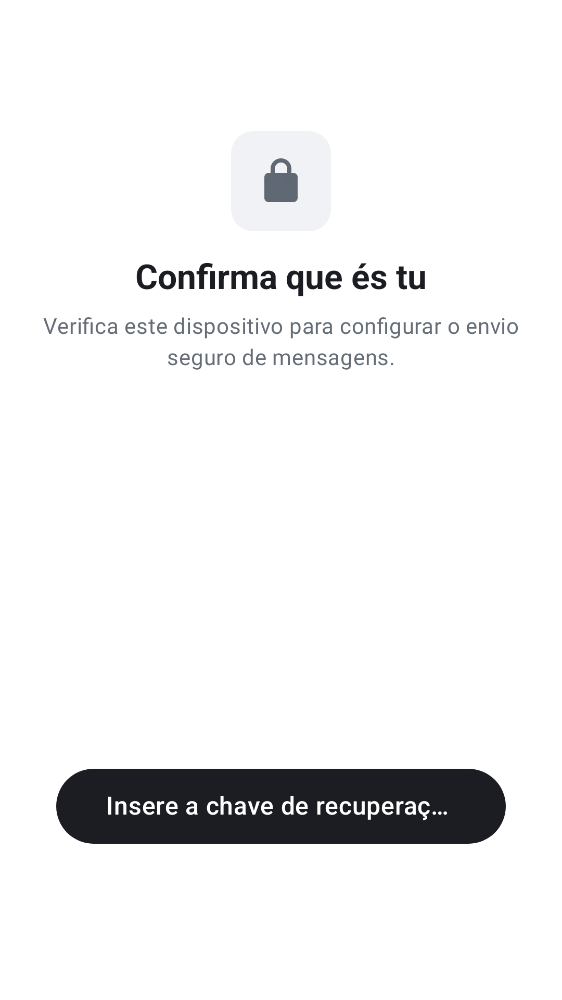 Confirma que és tu
Verifica este dispositivo para configurar o envio
seguro de mensagens.
Insere a chave de recuperaç…